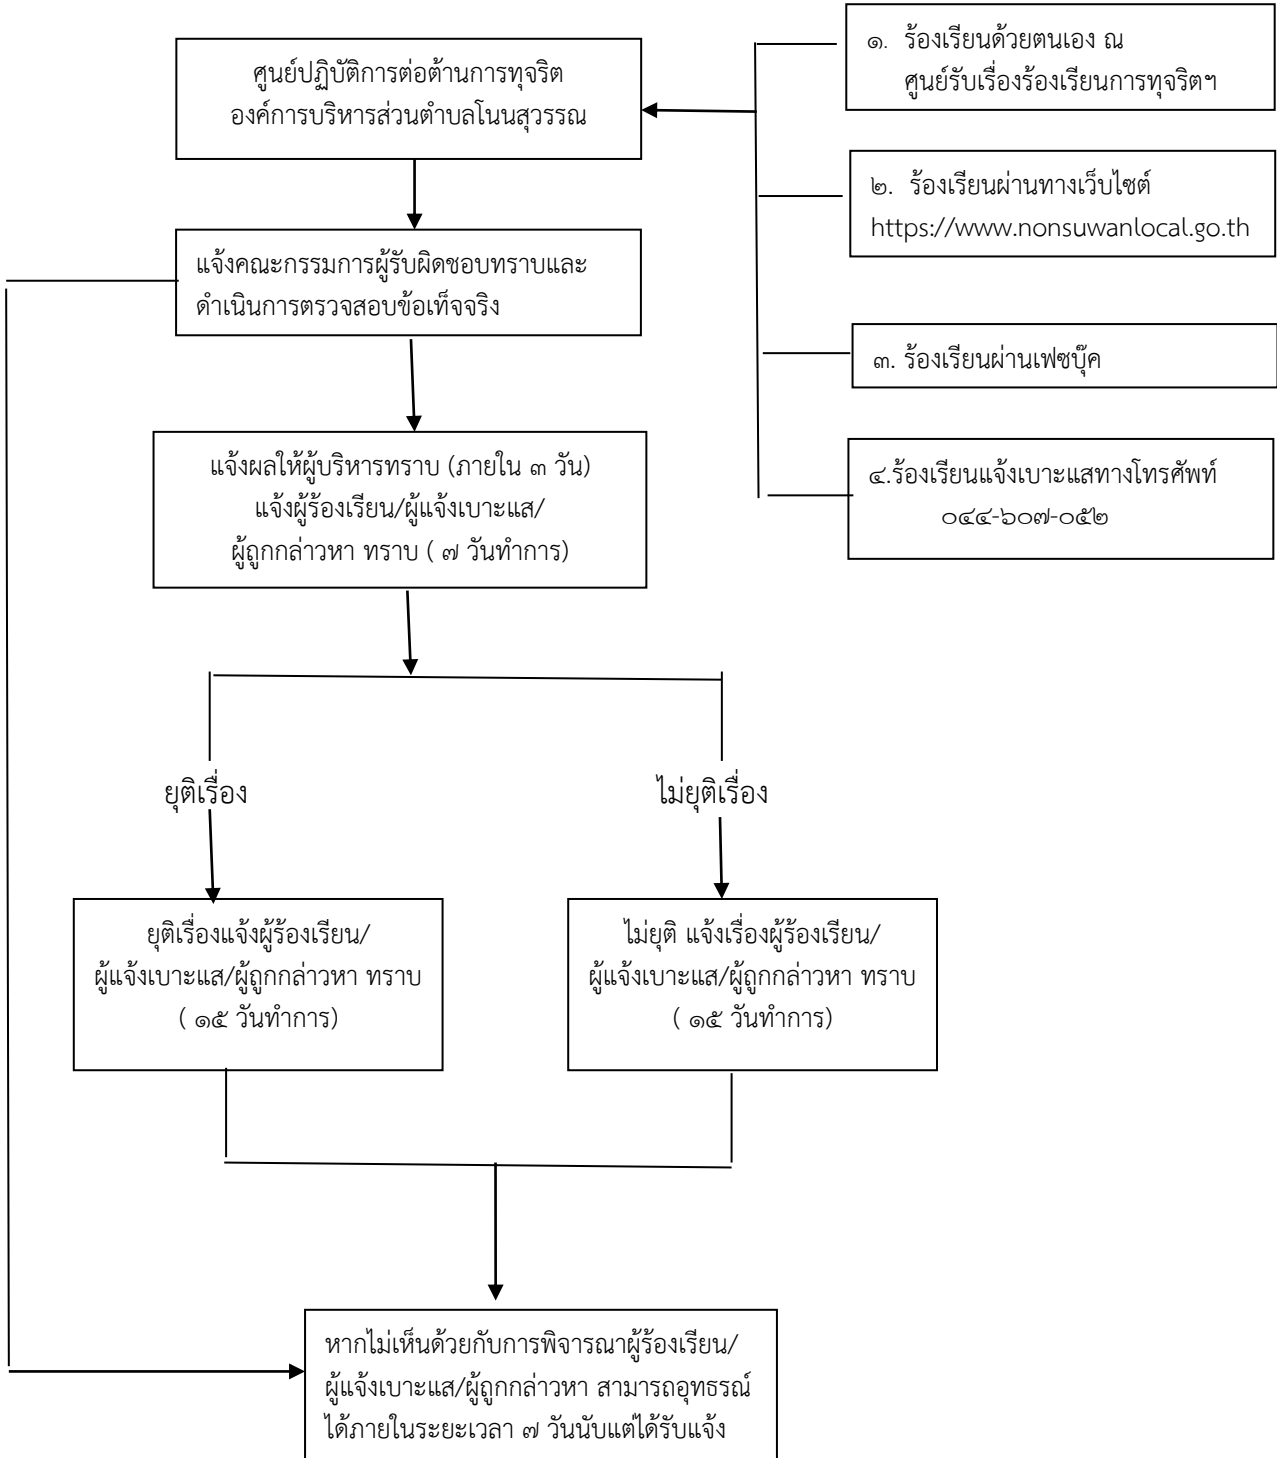 ศูนย์ปฏิบัติการต่อต้านการทุจริต
องค์การบริหารส่วนตำบลโนนสุวรรณ
๑. ร้องเรียนด้วยตนเอง ณ
ศูนย์รับเรื่องร้องเรียนการทุจริตฯ
๒. ร้องเรียนผ่านทางเว็บไซต์
https://www.nonsuwanlocal.go.th
๓. ร้องเรียนผ่านเฟซบุ๊ค
๔.ร้องเรียนแจ้งเบาะแสทางโทรศัพท์
๐๔๔-๖๐๗-๐๕๒
แจ้งคณะกรรมการผู้รับผิดชอบทราบและ
ดำเนินการตรวจสอบข้อเท็จจริง
แจ้งผลให้ผู้บริหารทราบ (ภายใน ๓ วัน)
แจ้งผู้ร้องเรียน/ผู้แจ้งเบาะแส/
ผู้ถูกกล่าวหา ทราบ ( ๗ วันทำการ)
ยุติเรื่อง
ไม่ยุติเรื่อง
ยุติเรื่องแจ้งผู้ร้องเรียน/
ผู้แจ้งเบาะแส/ผู้ถูกกล่าวหา ทราบ
( ๑๕ วันทำการ)
ไม่ยุติ แจ้งเรื่องผู้ร้องเรียน/
ผู้แจ้งเบาะแส/ผู้ถูกกล่าวหา ทราบ
( ๑๕ วันทำการ)
หากไม่เห็นด้วยกับการพิจารณาผู้ร้องเรียน/
ผู้แจ้งเบาะแส/ผู้ถูกกล่าวหา สามารถอุทธรณ์
ได้ภายในระยะเวลา ๗ วันนับแต่ได้รับแจ้ง